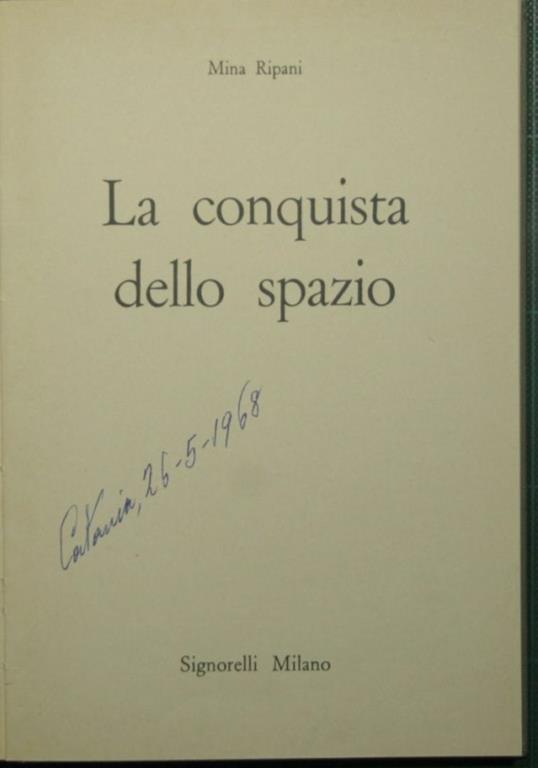 Mina Ripani
La conquista
dello spazio
Catania, 26-5-1968
Signorelli Milano